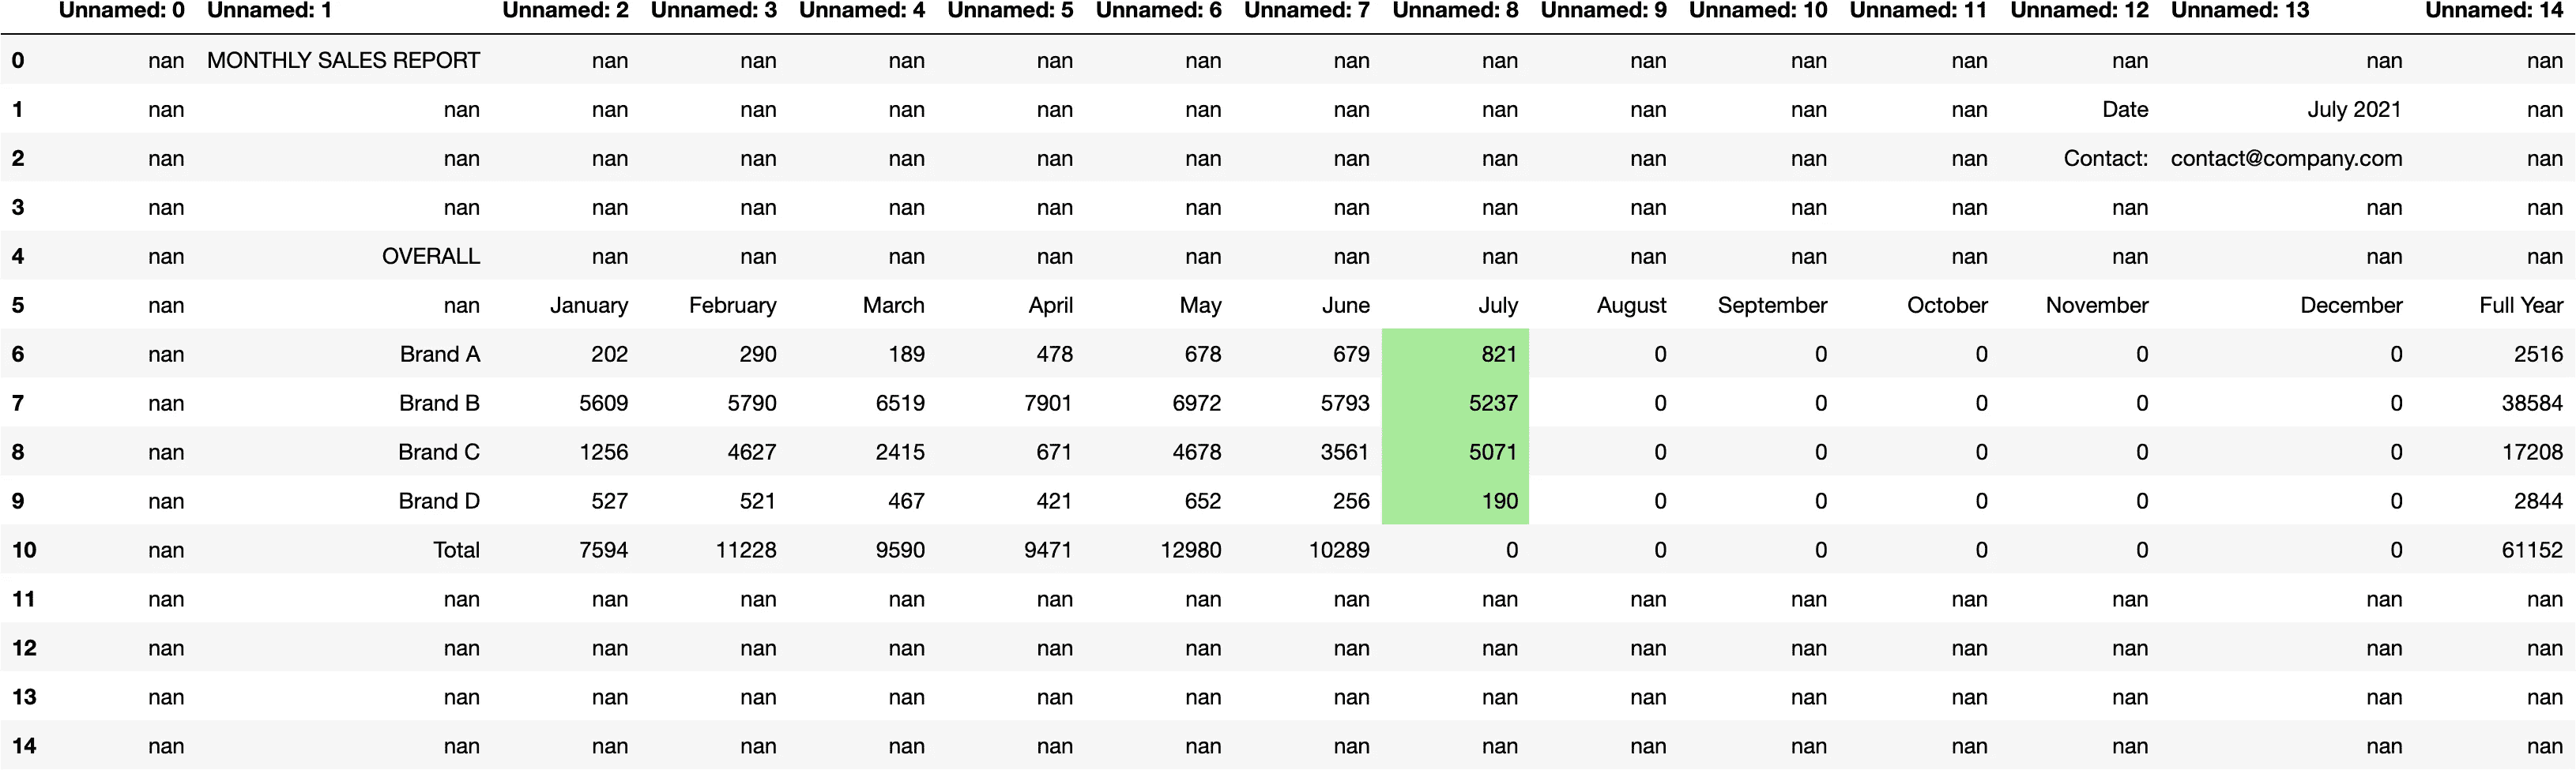 Unnamed: 0 Unnamed: 1 Unnamed: 2 Unnamed: 3 Unnamed: 4 Unnamed: 5 Unnamed: 6 Unnamed: 7 Unnamed: 8 Unnamed: 9 Unnamed: 10 Unnamed: 11 Unnamed: 12 Unnamed: 13 Unnamed: 14
0 nan MONTHLY SALES REPORT nan nan nan nan nan nan nan nan nan nan nan nan nan
1 nan nan nan nan nan nan nan nan nan nan nan nan Date July 2021 nan
2 nan nan nan nan nan nan nan nan nan nan nan nan Contact: contact@company.com nan
3 nan nan nan nan nan nan nan nan nan nan nan nan nan nan nan
4 nan OVERALL nan nan nan nan nan nan nan nan nan nan nan nan nan
5 nan nan January February March April May June July August September October November December Full Year
6 nan Brand A 202 290 189 478 678 679 821 0 0 0 0 0 2516
7 nan Brand B 5609 5790 6519 7901 6972 5793 5237 0 0 0 0 0 38584
8 nan Brand C 1256 4627 2415 671 4678 3561 5071 0 0 0 0 0 17208
9 nan Brand D 527 521 467 421 652 256 190 0 0 0 0 0 2844
10 nan Total 7594 11228 9590 9471 12980 10289 0 0 0 0 0 0 61152
11 nan nan nan nan nan nan nan nan nan nan nan nan nan nan nan
12 nan nan nan nan nan nan nan nan nan nan nan nan nan nan nan
13 nan nan nan nan nan nan nan nan nan nan nan nan nan nan nan
14 nan nan nan nan nan nan nan nan nan nan nan nan nan nan nan